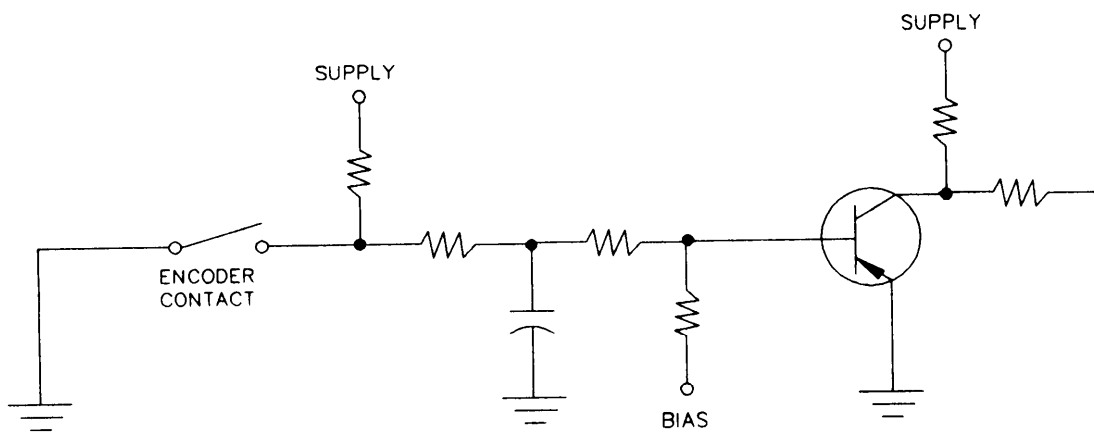 SUPPLY
SUPPLY
ENCODER
CONTACT
BIAS